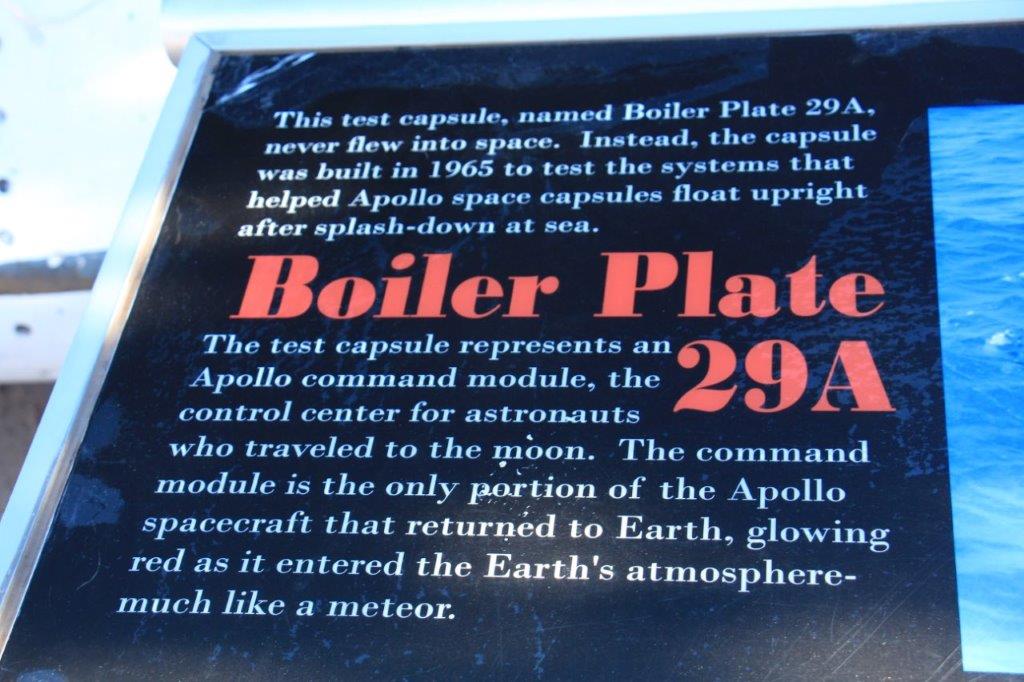 This test capsule, named Boiler Plate 29A,
never flew into space. Instead, the capsule
was built in 1965 to test the systems that
helped Apollo space capsules float upright
after splash-down at sea.
Boiler Plate
29A
The test capsule represents an
Apollo command module, the
control center for astronauts
who traveled to the moon. The command
module is the only portion of the Apollo
spacecraft that returned to Earth, glowing
red as it entered the Earth's atmosphere-
much like a meteor.